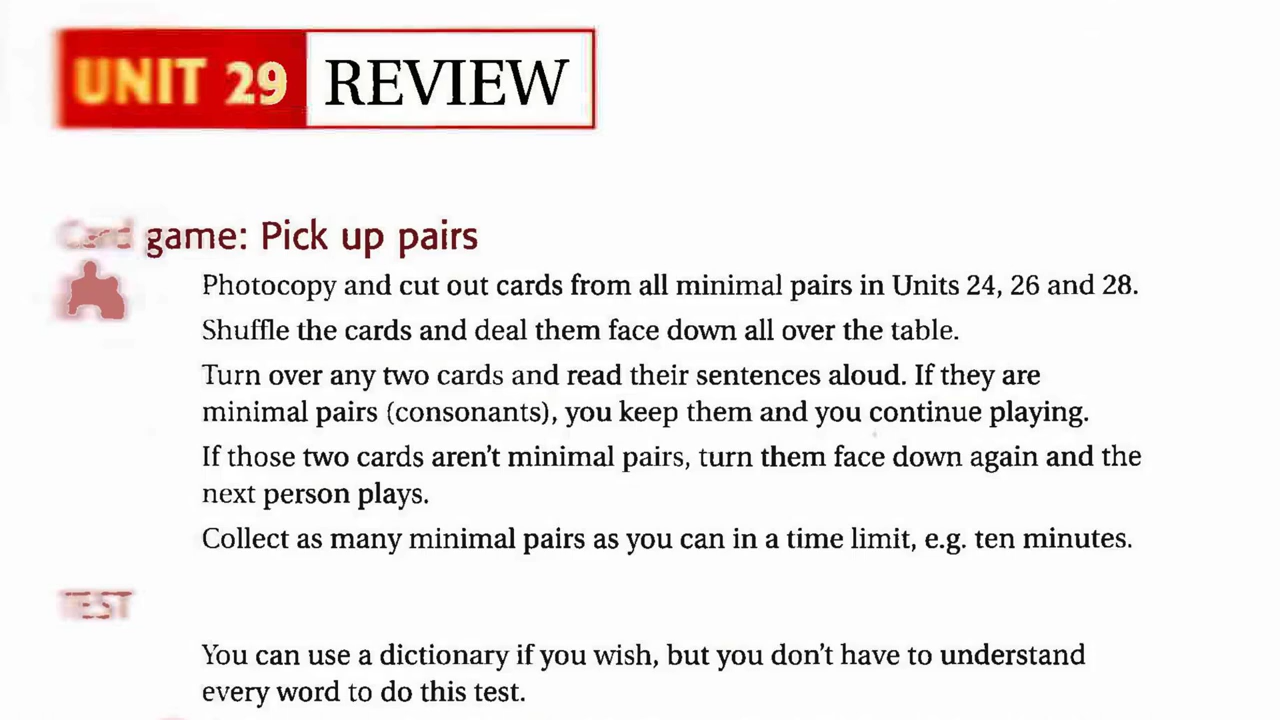 UNIT 29 REVIEW
Card game: Pick up pairs
Photocopy and cut out cards from all minimal pairs in Units 24, 26 and 28.
Shuffle the cards and deal them face down all over the table.
Turn over any two cards and read their sentences aloud. If they are
minimal pairs (consonants), you keep them and you continue playing.
If those two cards aren't minimal pairs, turn them face down again and the
next person plays.
Collect as many minimal pairs as you can in a time limit, e.g. ten minutes.
TEST
You can use a dictionary if you wish, but you don't have to understand
every word to do this test.